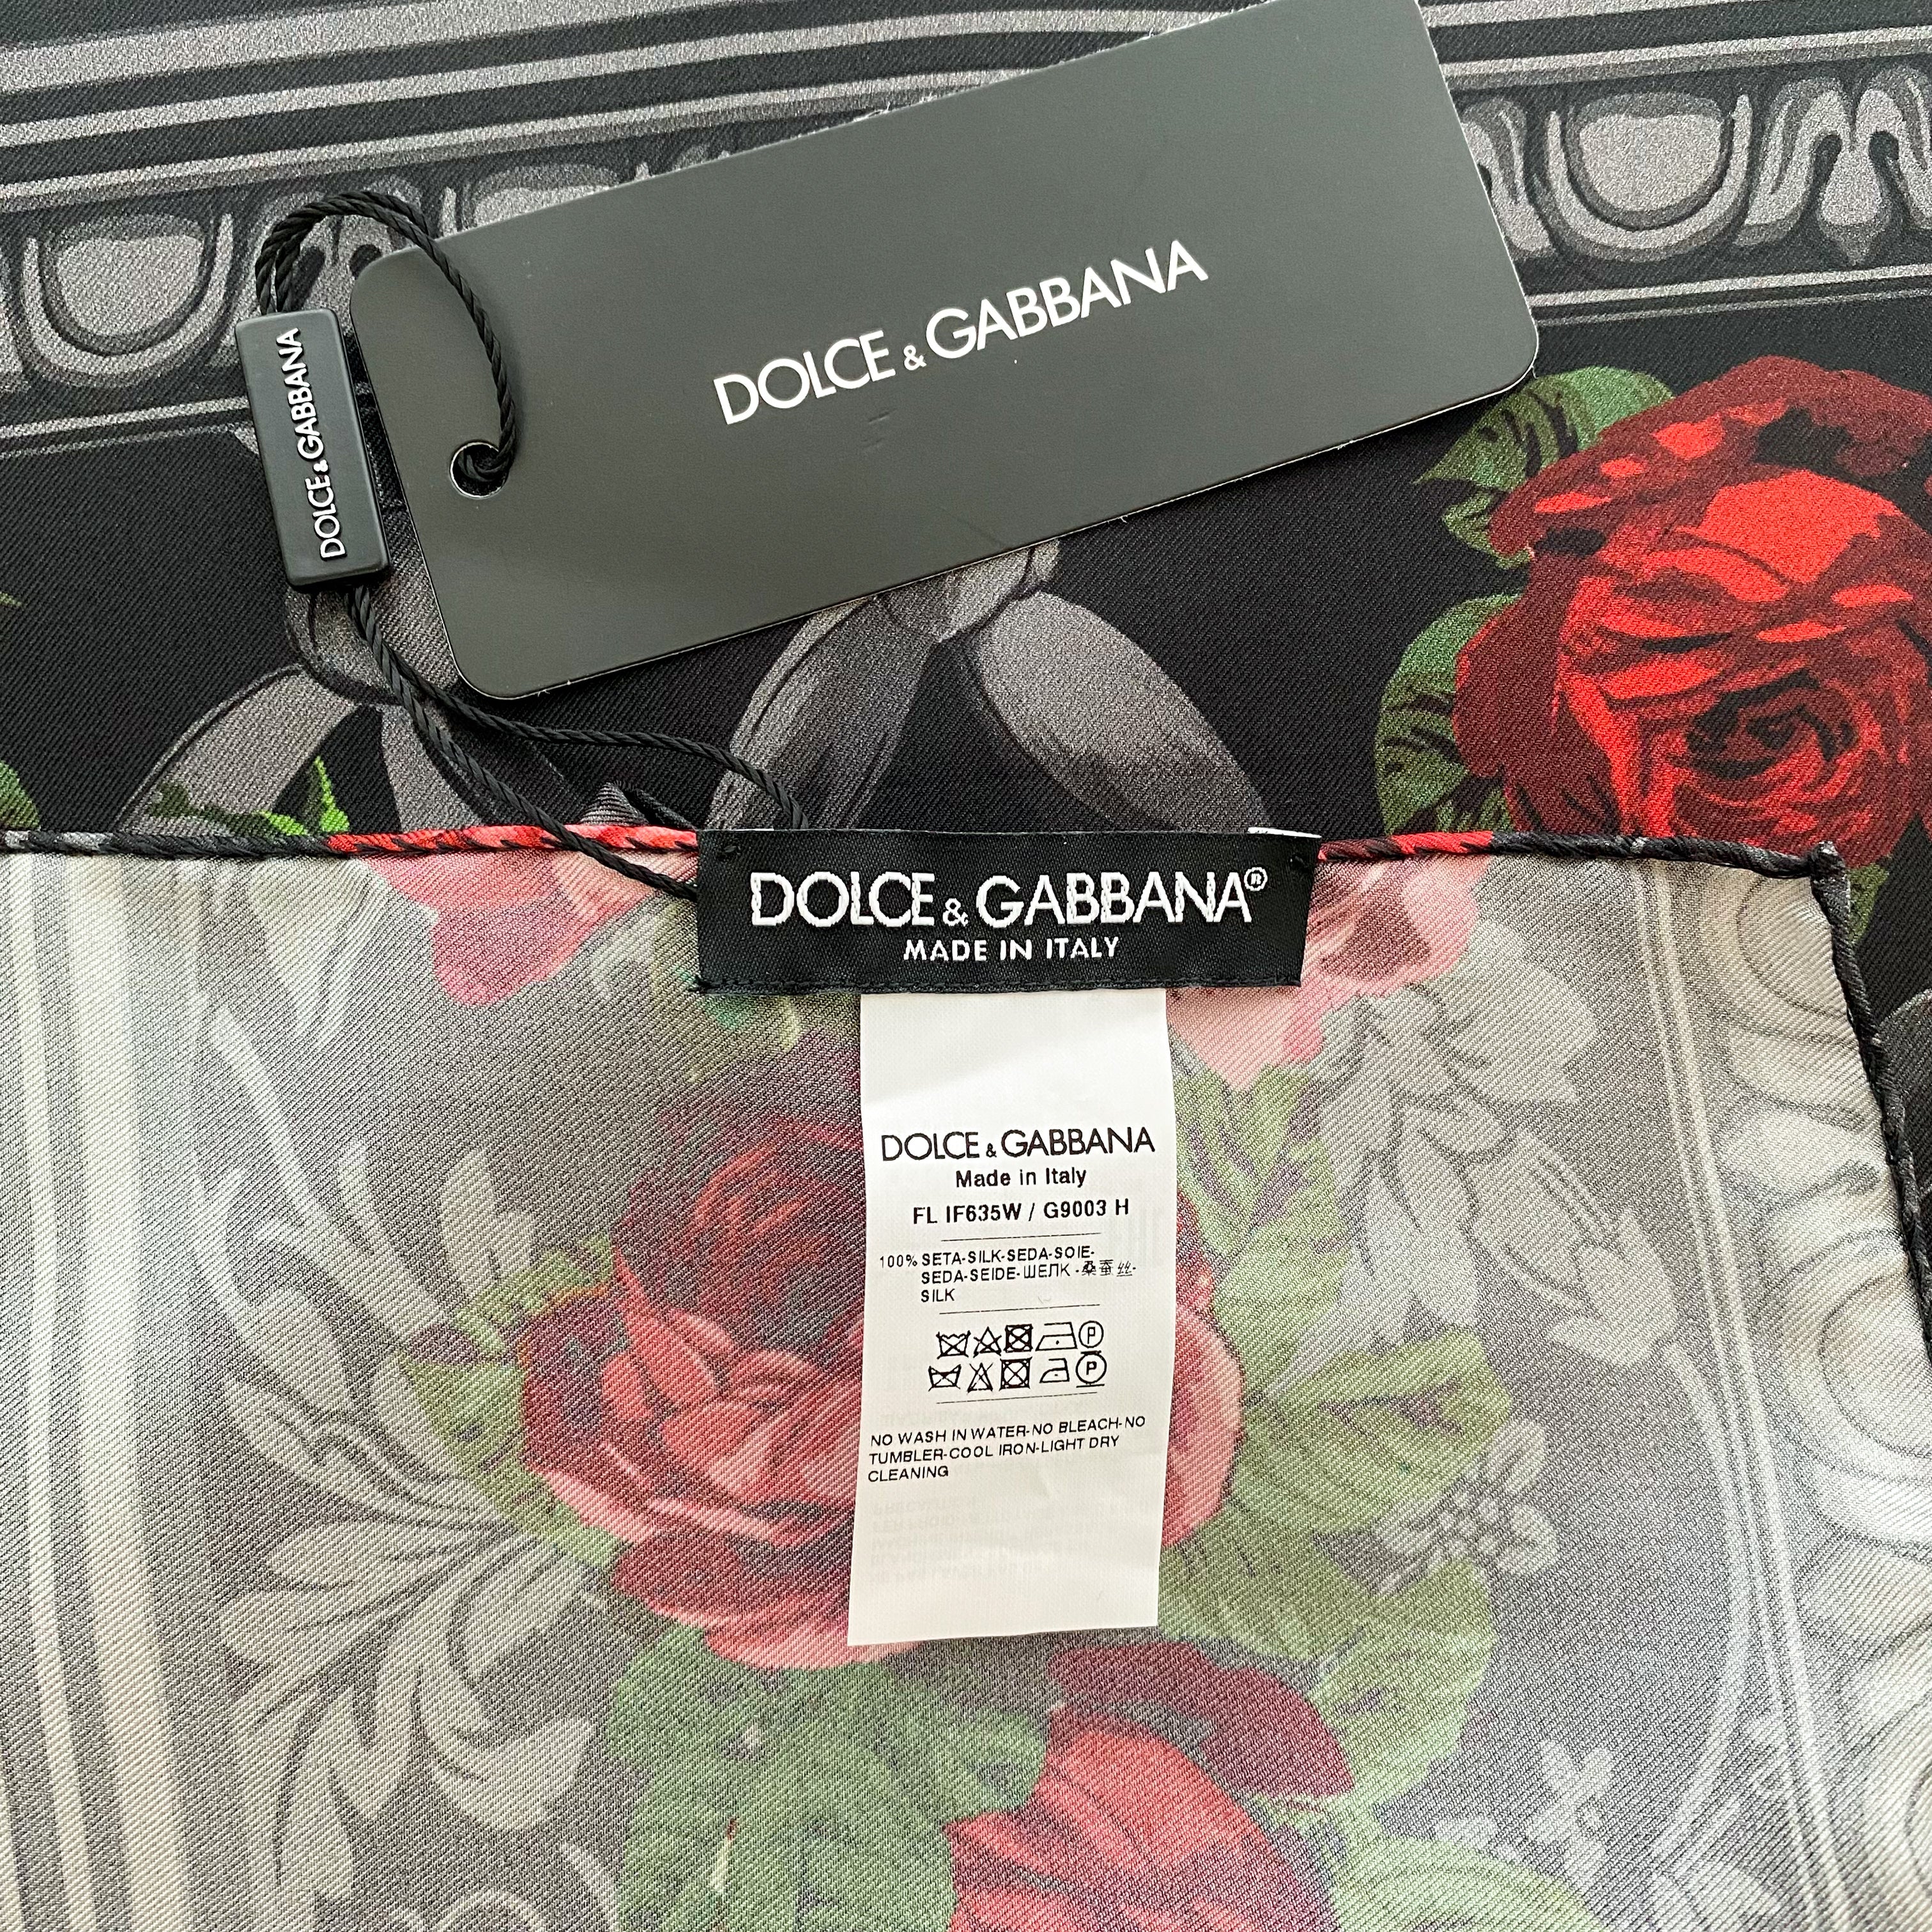 DOLCE & GABBANA
DOLCE & GABBANA
DOLCE & GABBANA®
MADE IN ITALY
DOLCE & GABBANA
Made in Italy
FL IF635W / G9003 H
100% SETA-SILK-SEDA-SOIE-
SEDA-SEIDE-ШЕЛК -桑蚕丝-
SILK
P
P
NO WASH IN WATER-NO BLEACH-NO
TUMBLER-COOL IRON-LIGHT DRY
CLEANING